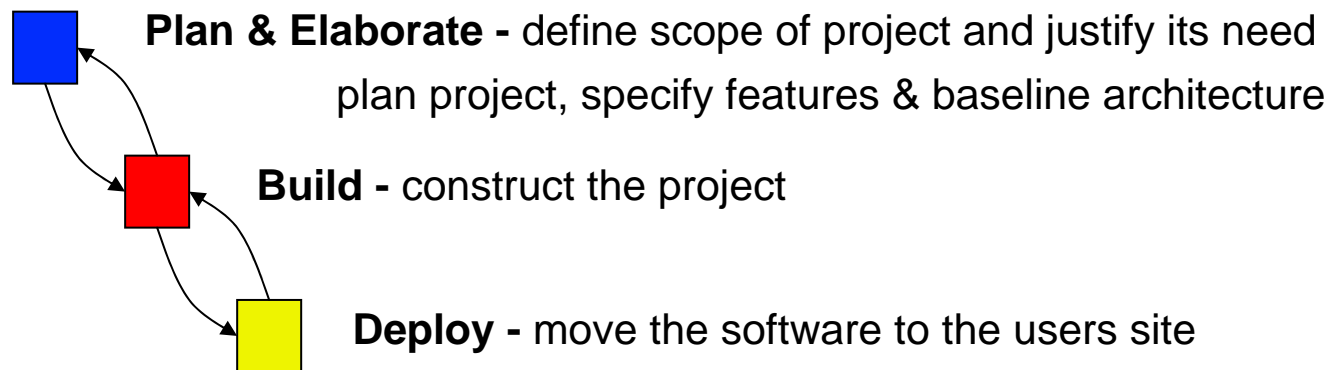 Plan & Elaborate - define scope of project and justify its need
plan project, specify features & baseline architecture
Build - construct the project
Deploy - move the software to the users site